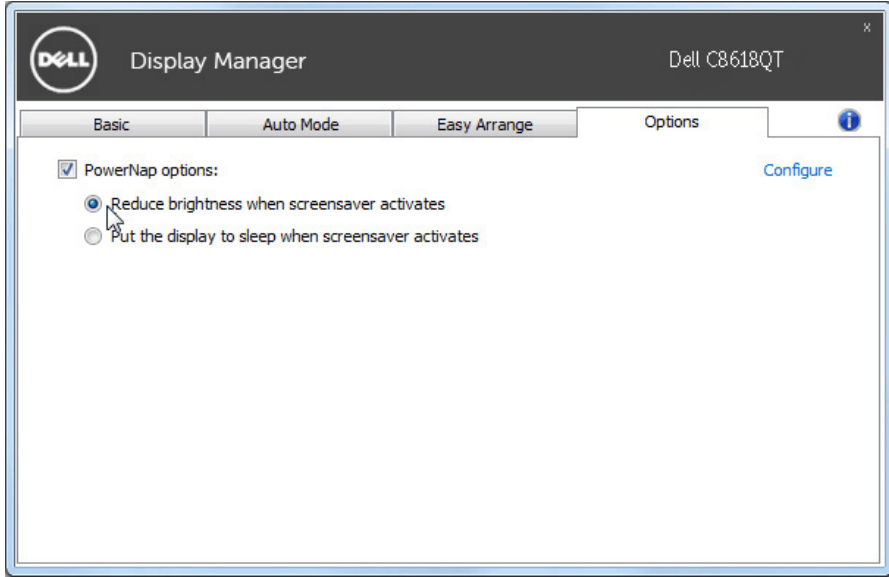 x
DELL Display Manager Dell C8618QT
Basic Auto Mode Easy Arrange Options i
PowerNap options: Configure
Reduce brightness when screensaver activates
Put the display to sleep when screensaver activates